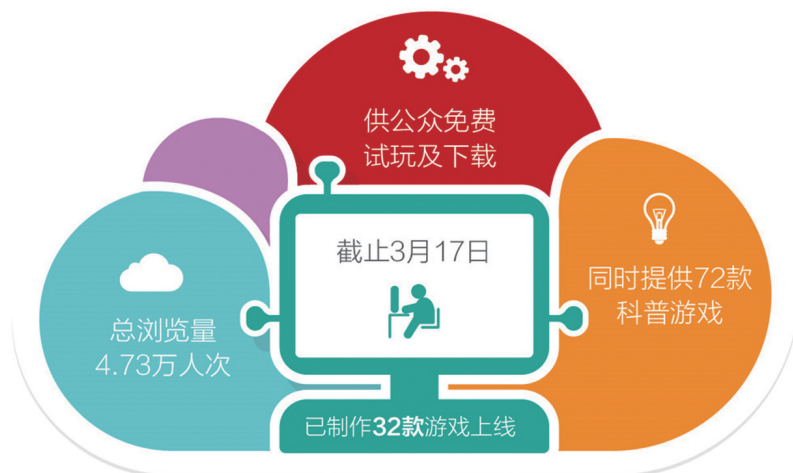 供公众免费
试玩及下载
截止3月17日
同时提供72款
科普游戏
总浏览量
4.73万人次
已制作32款游戏上线